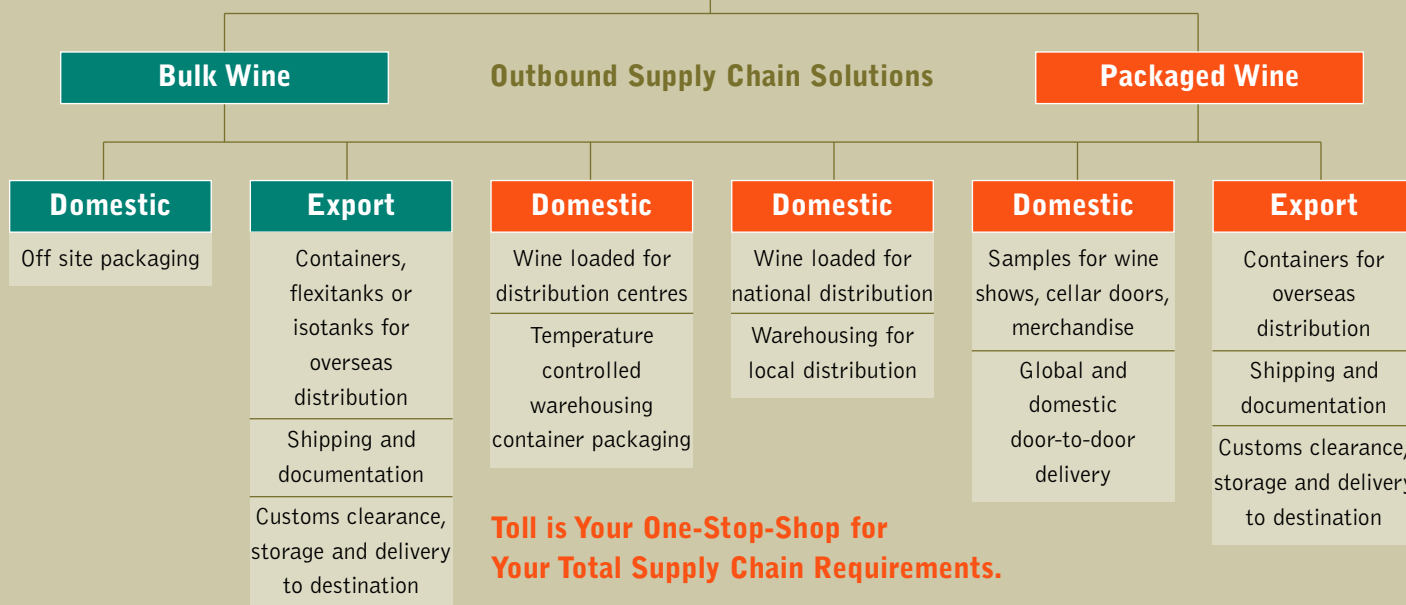 Bulk Wine
Outbound Supply Chain Solutions
Packaged Wine
Domestic
Off site packaging
Export
Containers,
flexitanks or
isotanks for
overseas
distribution
Shipping and
documentation
Customs clearance,
storage and delivery
to destination
Domestic
Wine loaded for
distribution centres
Temperature
controlled
warehousing
container packaging
Domestic
Wine loaded for
national distribution
Warehousing for
local distribution
Domestic
Samples for wine
shows, cellar doors,
merchandise
Global and
domestic
door-to-door
delivery
Export
Containers for
overseas
distribution
Shipping and
documentation
Customs clearance,
storage and delivery
to destination
Toll is Your One-Stop-Shop for
Your Total Supply Chain Requirements.